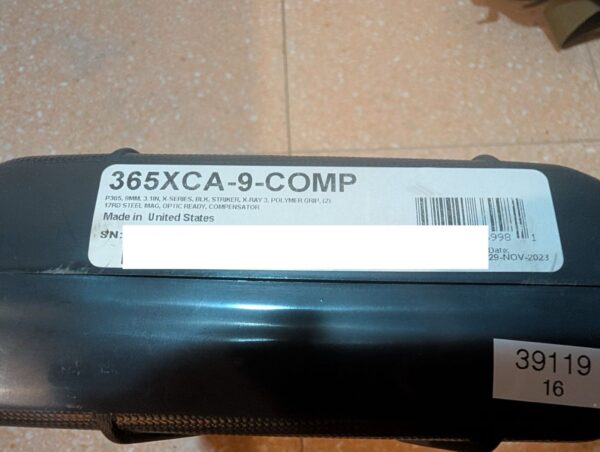 365XCA-9-COMP
P365, 9MM, 3.1IN, X-SERIES, BLK, STRIKER, X-RAY 3, POLYMER GRIP, (2)
17RD STEEL MAG, OPTIC READY, COMPENSATOR
Made in United States
SN:
998 1
Date:
29-NOV-2023
39119
16